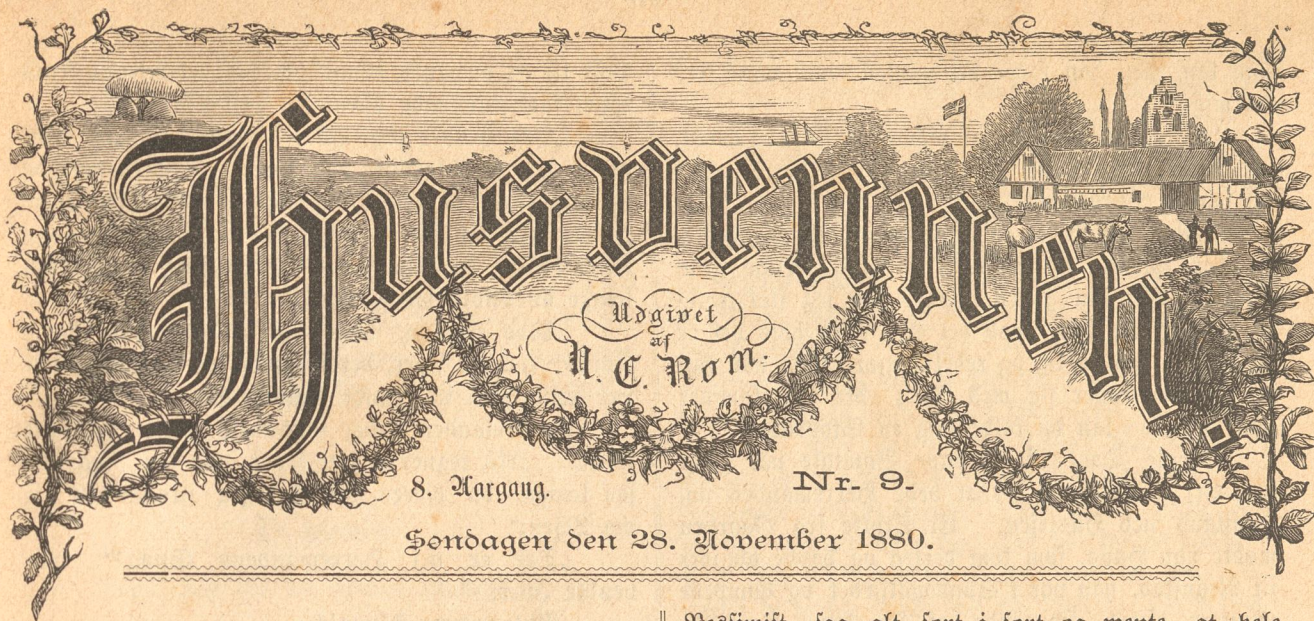 Husvennen.
Udgivet
af
N. C. Rom.
8. Aargang.
Nr. 9.
Søndagen den 28. November 1880.